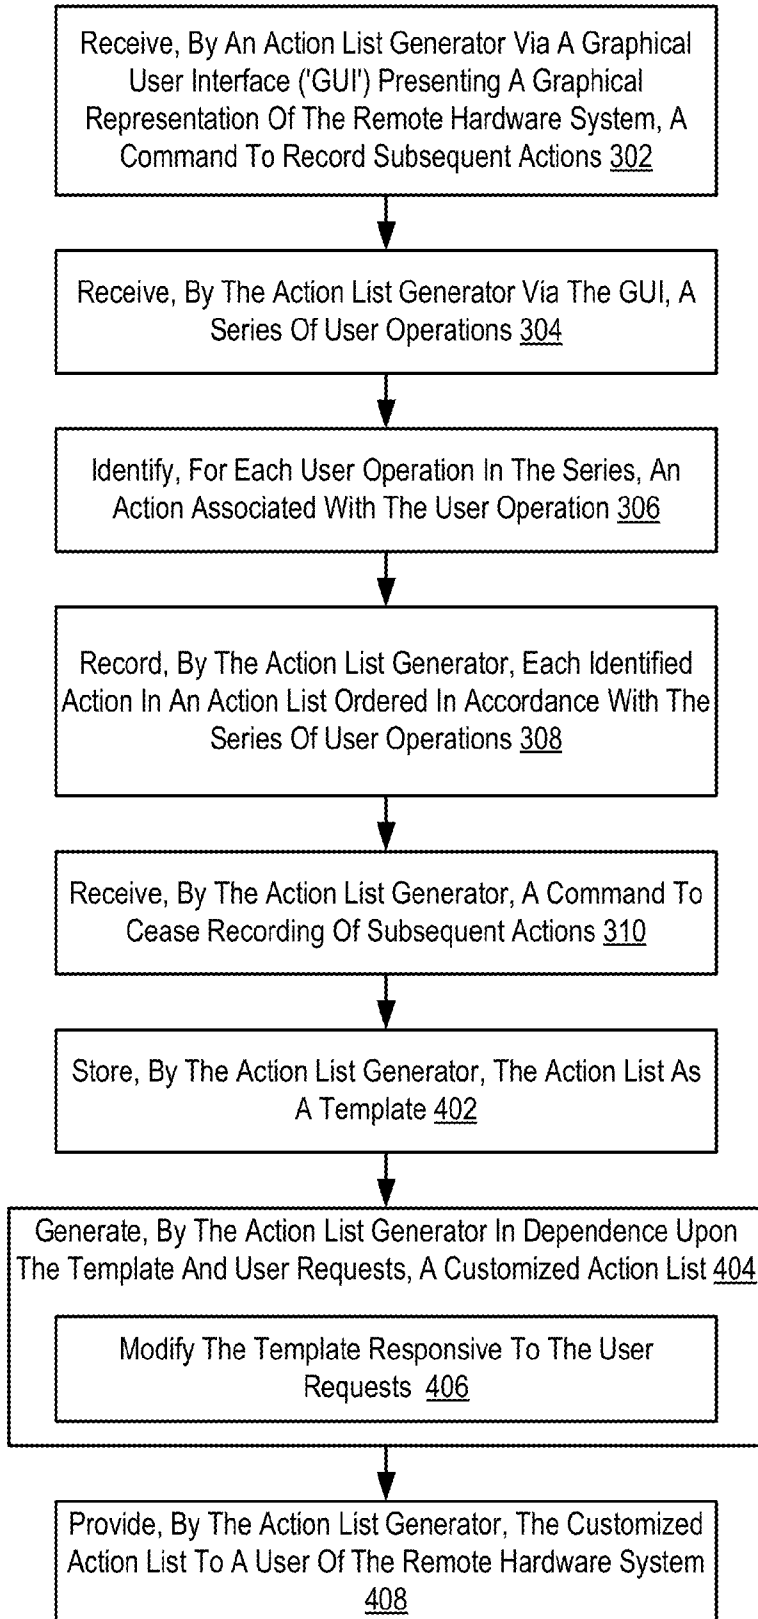 Receive, By An Action List Generator Via A Graphical
User Interface ('GUI') Presenting A Graphical
Representation Of The Remote Hardware System, A
Command To Record Subsequent Actions 302
Receive, By The Action List Generator Via The GUI, A
Series Of User Operations 304
Identify, For Each User Operation In The Series, An
Action Associated With The User Operation 306
Record, By The Action List Generator, Each Identified
Action In An Action List Ordered In Accordance With The
Series Of User Operations 308
Receive, By The Action List Generator, A Command To
Cease Recording Of Subsequent Actions 310
Store, By The Action List Generator, The Action List As
A Template 402
Generate, By The Action List Generator In Dependence Upon
The Template And User Requests, A Customized Action List 404
Modify The Template Responsive To The User
Requests 406
Provide, By The Action List Generator, The Customized
Action List To A User Of The Remote Hardware System
408